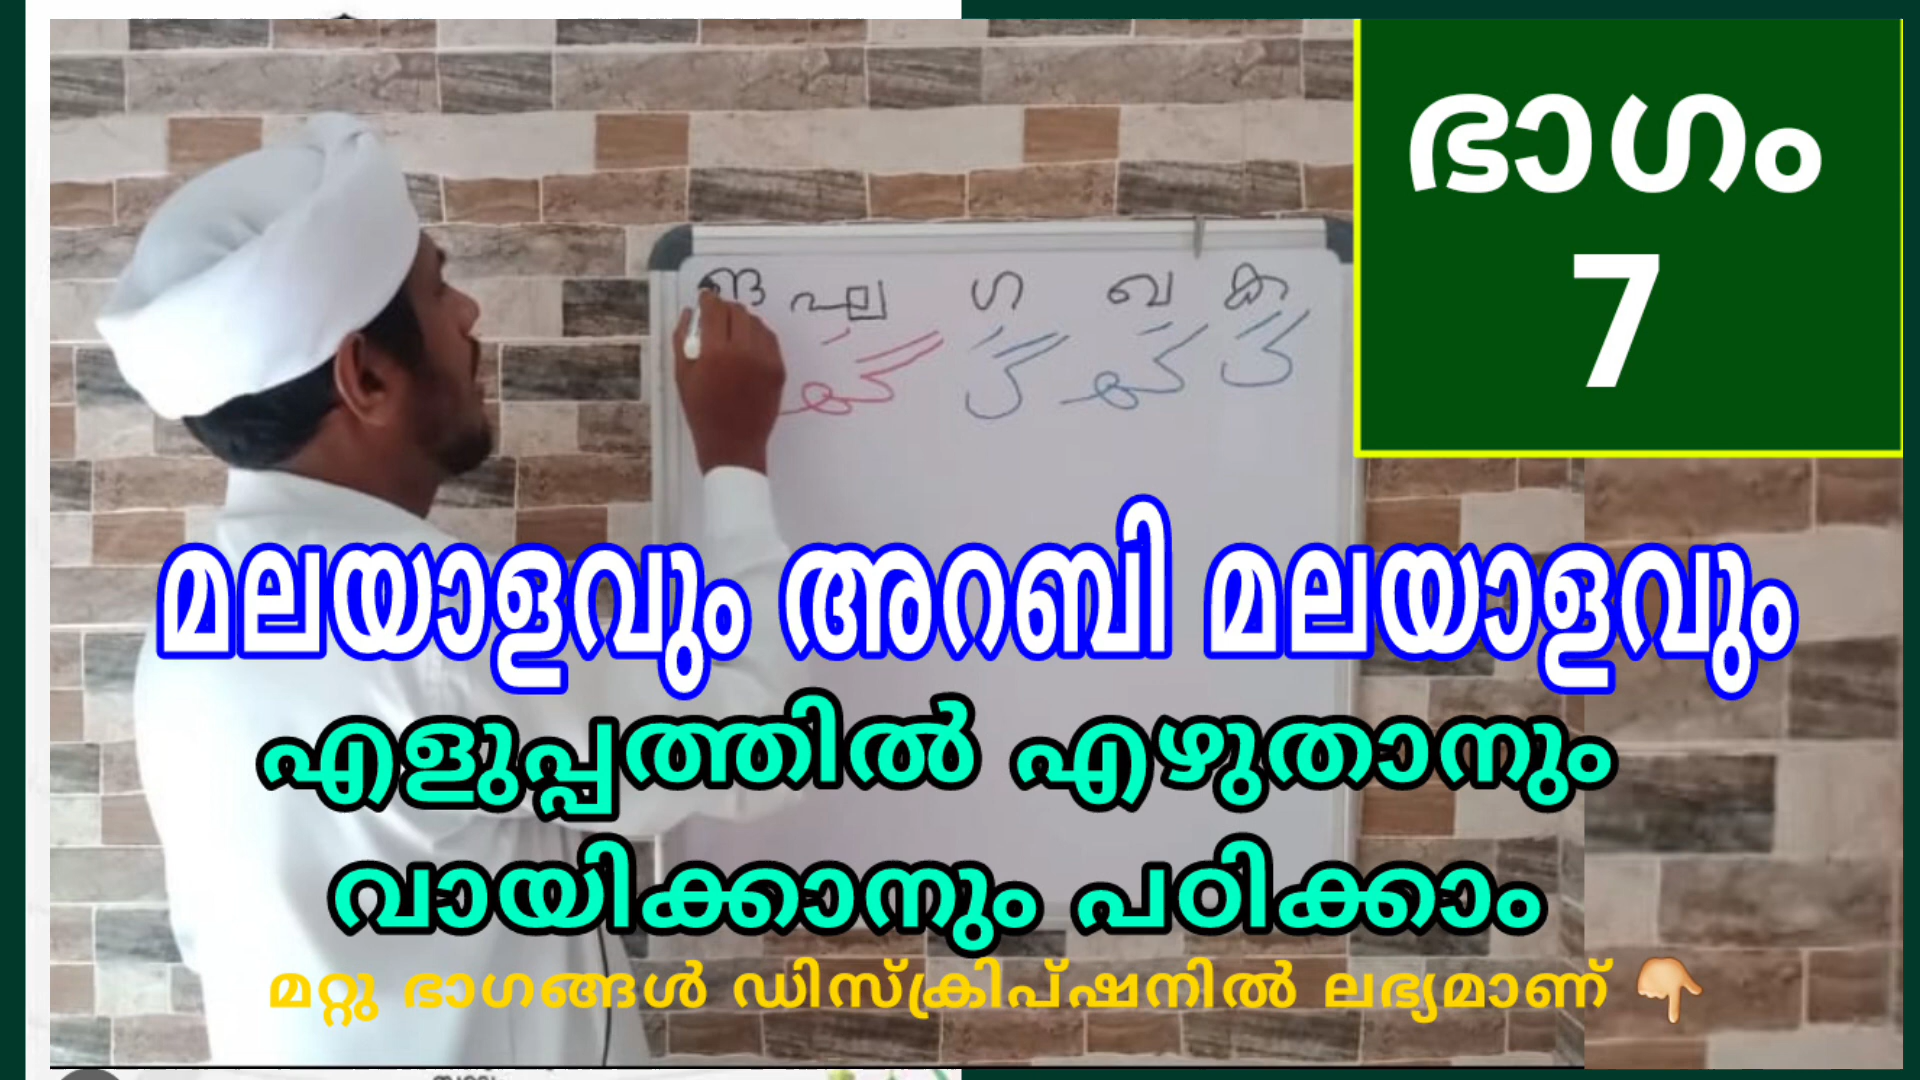 ഭാഗം
7
ങ ഘ ഗ ഖ ക
മലയാളവും അറബി മലയാളവും
എളുപ്പത്തിൽ എഴുതാനും
വായിക്കാനും പഠിക്കാം
മറ്റു ഭാഗങ്ങൾ ഡിസ്ക്രിപ്ഷനിൽ ലഭ്യമാണ് 👇🏻